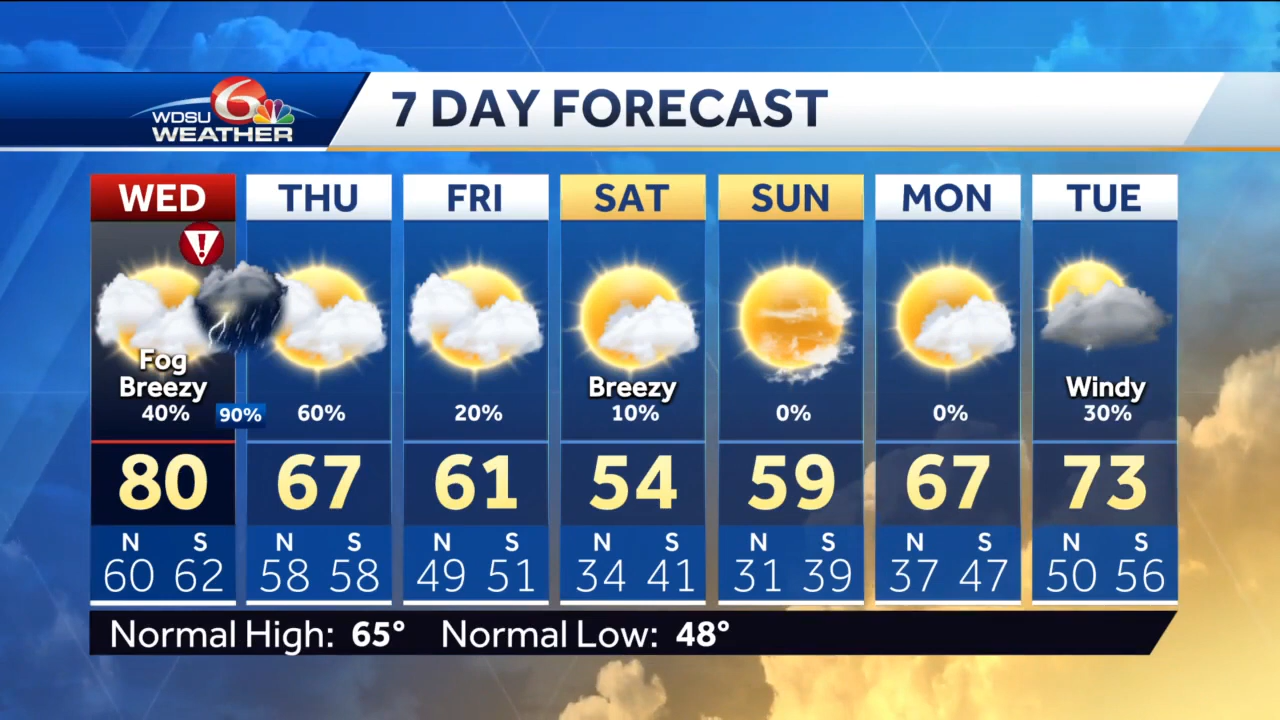 WDSU 6
WEATHER
7 DAY FORECAST
WED THU FRI SAT SUN MON TUE
!
Fog
Breezy Breezy Windy
40% 90% 60% 20% 10% 0% 0% 30%
80 67 61 54 59 67 73
N S N S N S N S N S N S N S
60 62 58 58 49 51 34 41 31 39 37 47 50 56
Normal High: 65° Normal Low: 48°